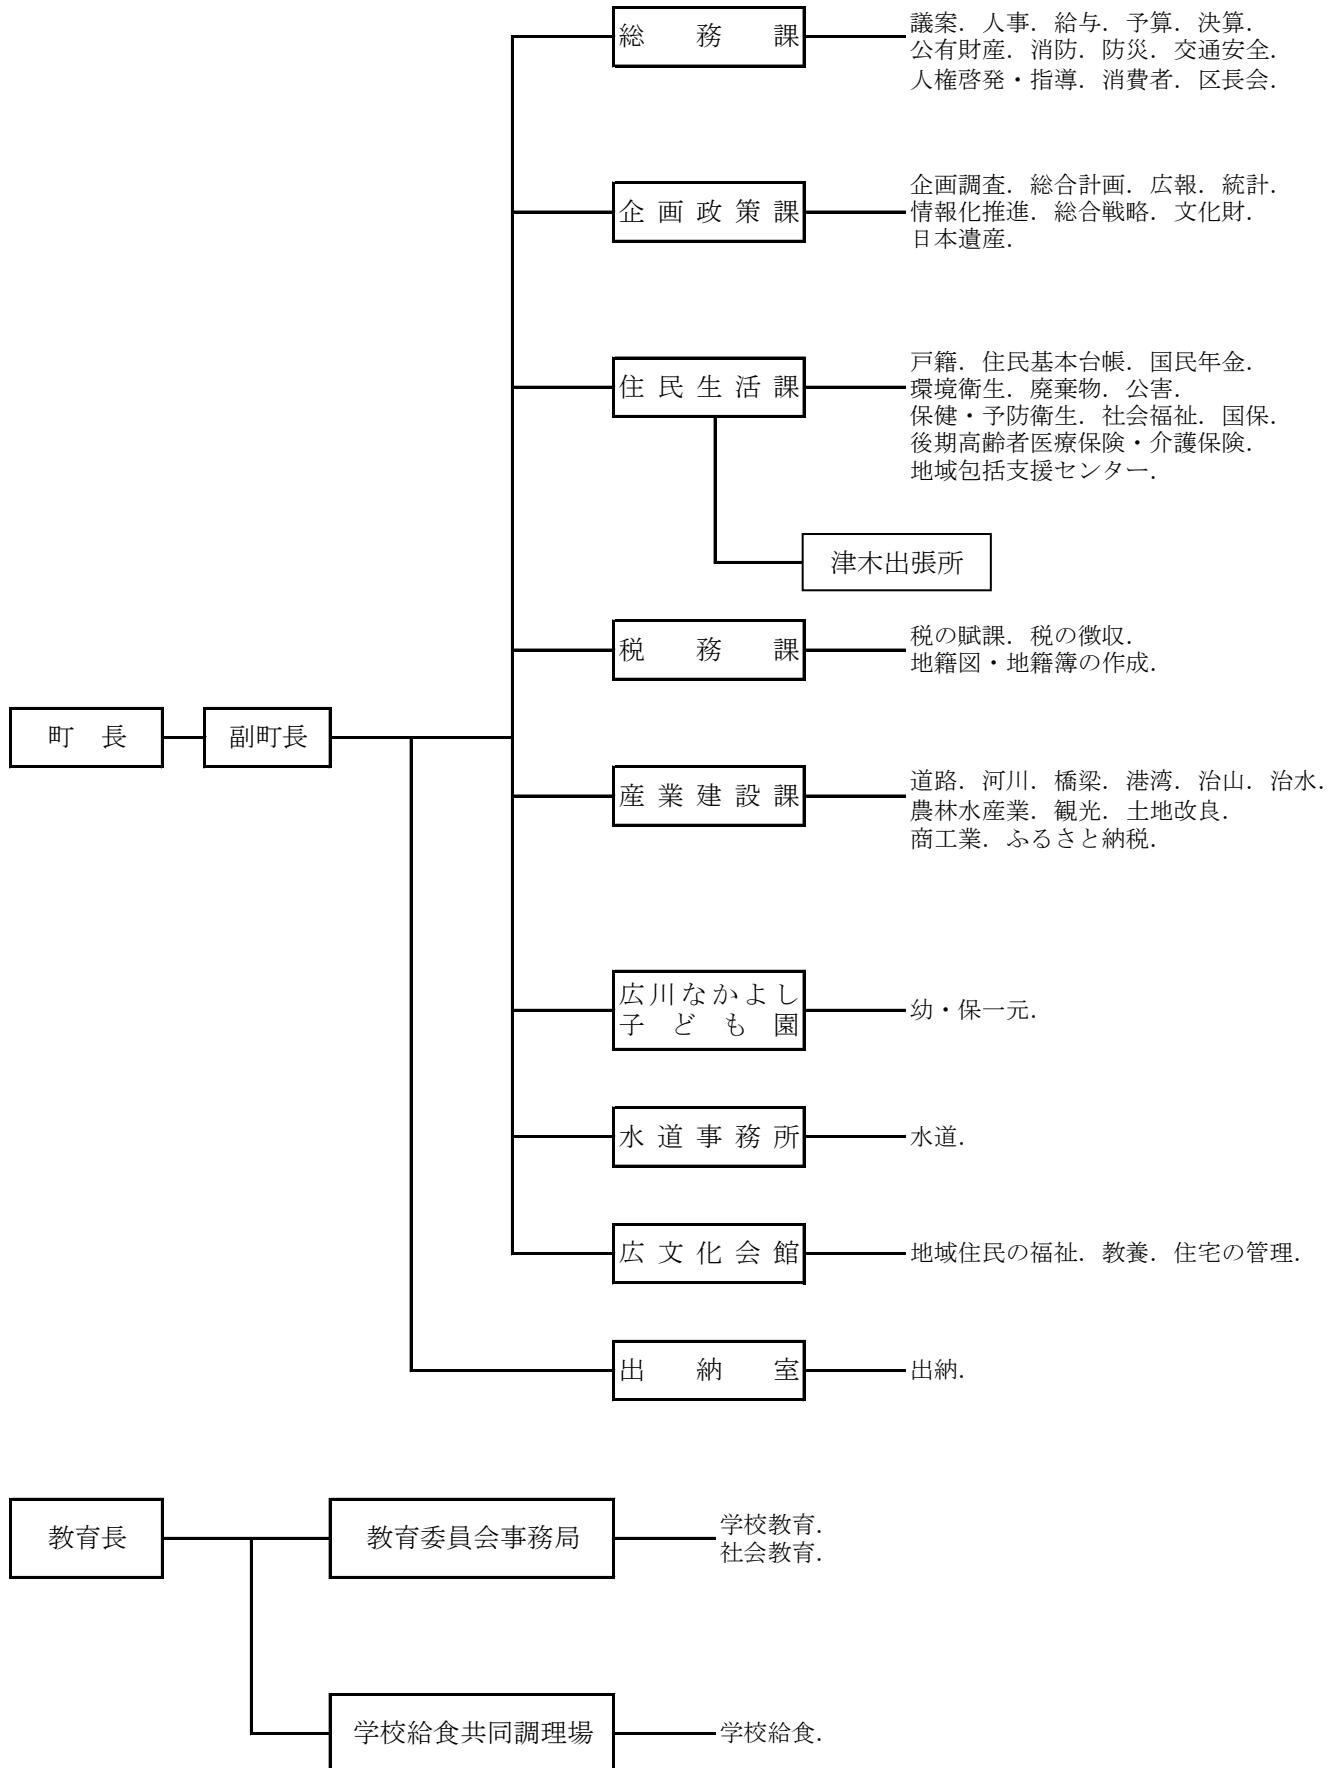 総務課
議案．人事．給与．予算．決算．
公有財産．消防．防災．交通安全．
人権啓発・指導．消費者．区長会．
企画政策課
企画調査．総合計画．広報．統計．
情報化推進．総合戦略．文化財．
日本遺産．
住民生活課
戸籍．住民基本台帳．国民年金．
環境衛生．廃棄物．公害．
保健・予防衛生．社会福祉．国保．
後期高齢者医療保険・介護保険．
地域包括支援センター．
津木出張所
税務課
税の賦課．税の徴収．
地籍図・地籍簿の作成．
町長
副町長
産業建設課
道路．河川．橋梁．港湾．治山．治水．
農林水産業．観光．土地改良．
商工業．ふるさと納税．
広川なかよし
子ども園
幼・保一元．
水道事務所
水道．
広文化会館
地域住民の福祉．教養．住宅の管理．
出納室
出納．
教育長
教育委員会事務局
学校教育．
社会教育．
学校給食共同調理場
学校給食．